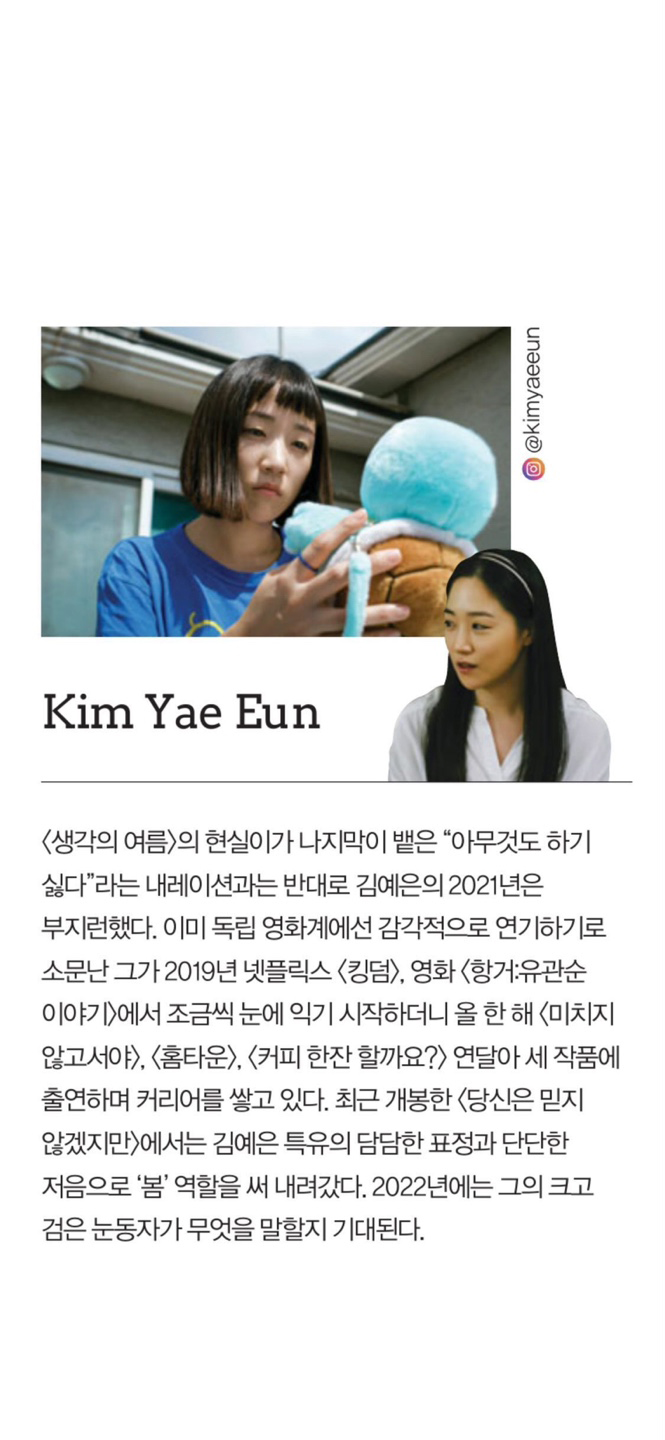 @kimyaeeun
Kim Yae Eun
〈생각의 여름〉의 현실이가 나지막이 뱉은 “아무것도 하기
싫다”라는 내레이션과는 반대로 김예은의 2021년은
부지런했다. 이미 독립 영화계에선 감각적으로 연기하기로
소문난 그가 2019년 넷플릭스 〈킹덤〉, 영화 〈항거:유관순
이야기〉에서 조금씩 눈에 익기 시작하더니 올 한 해 〈미치지
않고서야〉, 〈홈타운〉, 〈커피 한잔 할까요?〉 연달아 세 작품에
출연하며 커리어를 쌓고 있다. 최근 개봉한 〈당신은 믿지
않겠지만〉에서는 김예은 특유의 담담한 표정과 단단한
저음으로 ‘봄’ 역할을 써 내려갔다. 2022년에는 그의 크고
검은 눈동자가 무엇을 말할지 기대된다.